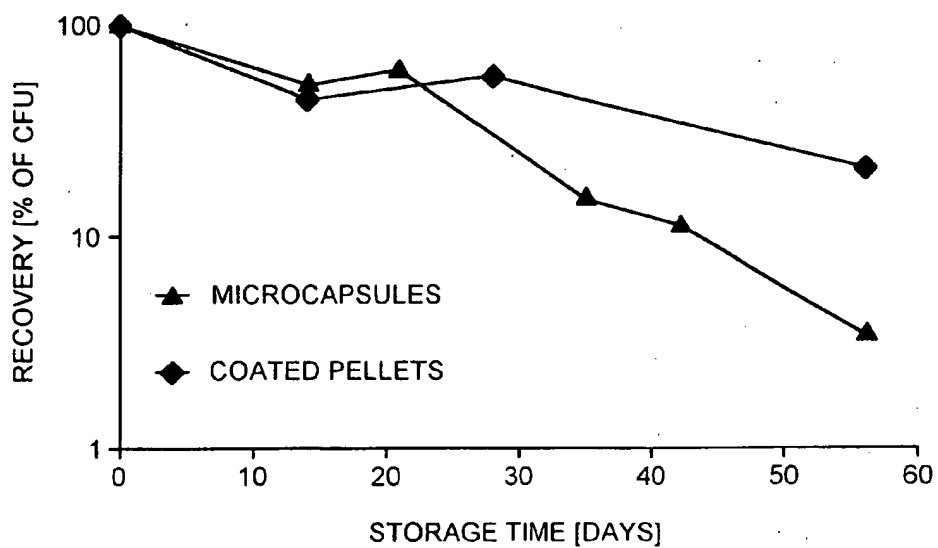 RECOVERY [% OF CFU]
100
10
1
MICROCAPSULES
COATED PELLETS
0 10 20 30 40 50 60
STORAGE TIME [DAYS]